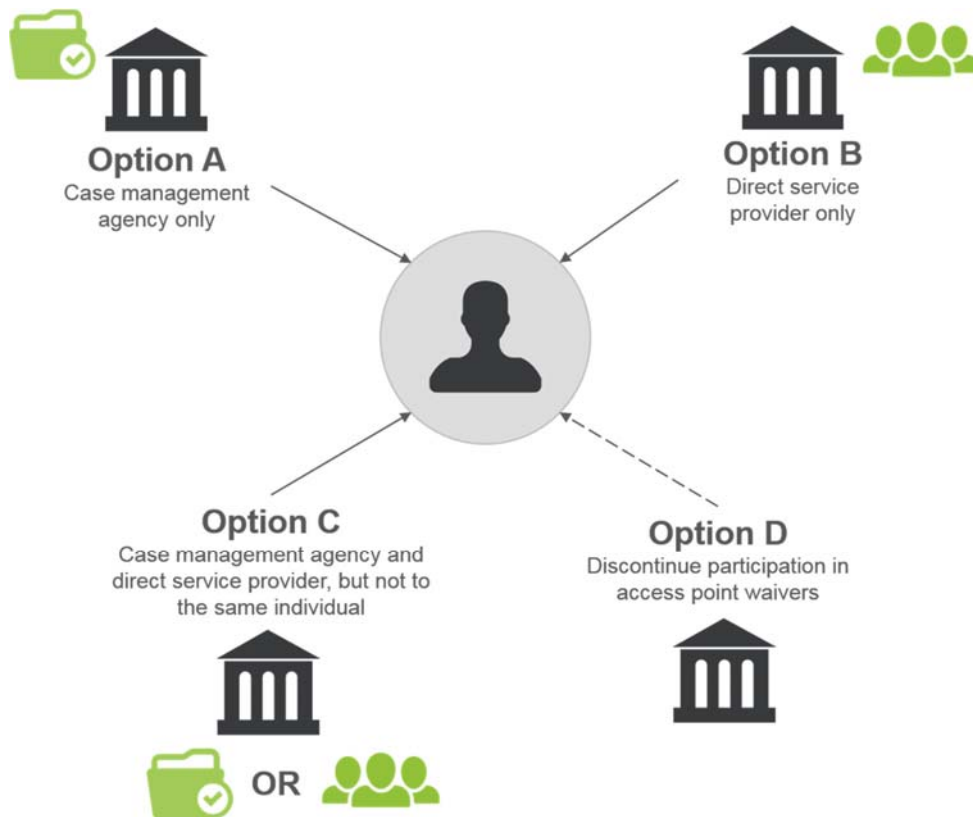 Option A
Case management
agency only
Option B
Direct service
provider only
Option C
Case management agency and
direct service provider, but not to
the same individual
OR
Option D
Discontinue participation in
access point waivers